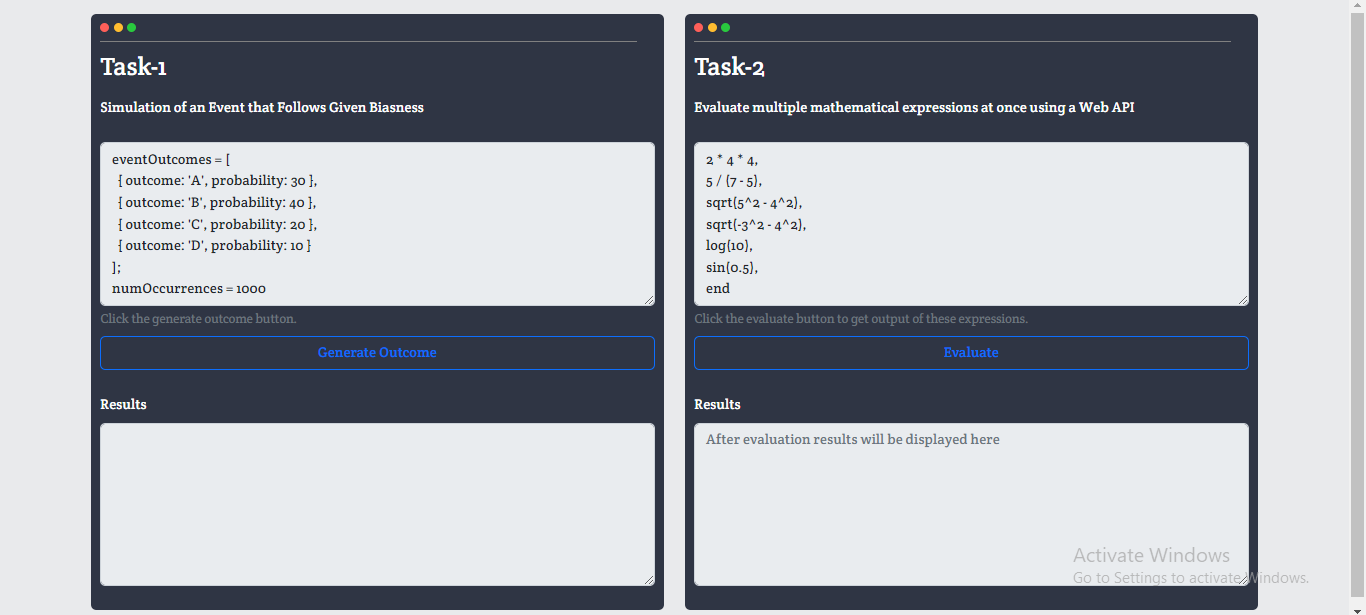 Task-1
Simulation of an Event that Follows Given Biasness
eventOutcomes = [
{ outcome: 'A', probability: 30 },
{ outcome: 'B', probability: 40 },
{ outcome: 'C', probability: 20 },
{ outcome: 'D', probability: 10 }
];
numOccurrences = 1000
Click the generate outcome button.
Generate Outcome
Results
Task-2
Evaluate multiple mathematical expressions at once using a Web API
2 * 4 * 4,
5 / (7 - 5),
sqrt(5^2 - 4^2),
sqrt(-3^2 - 4^2),
log(10),
sin(0.5),
end
Click the evaluate button to get output of these expressions.
Evaluate
Results
After evaluation results will be displayed here
Activate Windows
Go to Settings to activate Windows.